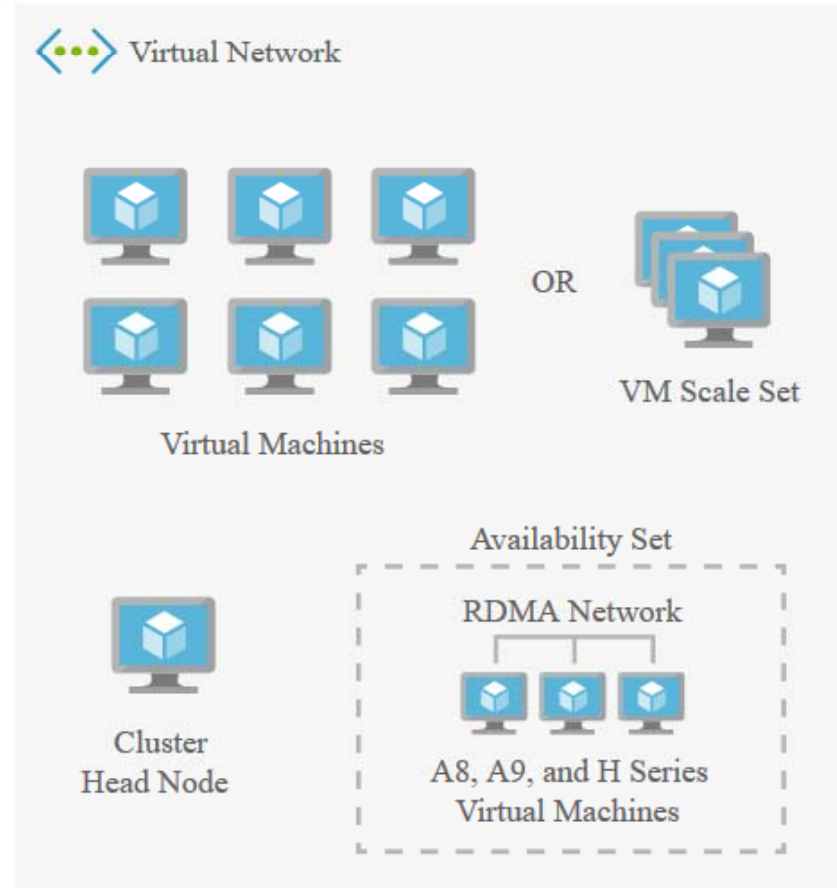 Virtual Network
OR
VM Scale Set
Virtual Machines
Availability Set
RDMA Network
Cluster
Head Node
A8, A9, and H Series
Virtual Machines